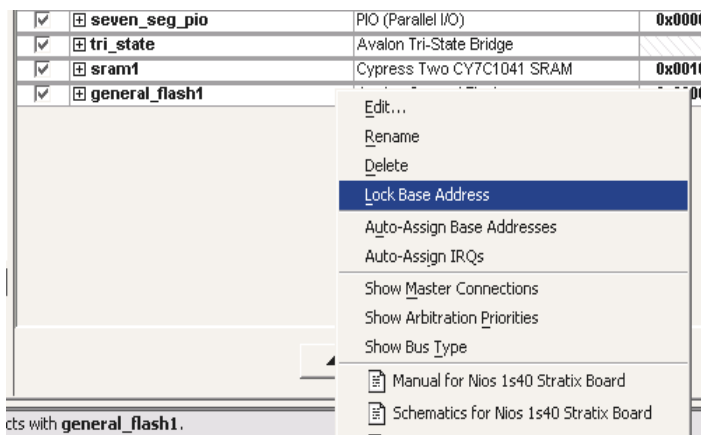 seven_seg_pio PIO (Parallel I/O) 0x0000
tri_state Avalon Tri-State Bridge
sram1 Cypress Two CY7C1041 SRAM 0x0010
general_flash1
Edit...
Rename
Delete
Lock Base Address
Auto-Assign Base Addresses
Auto-Assign IRQs
Show Master Connections
Show Arbitration Priorities
Show Bus Type
Manual for Nios 1s40 Stratix Board
Schematics for Nios 1s40 Stratix Board
cts with general_flash1.